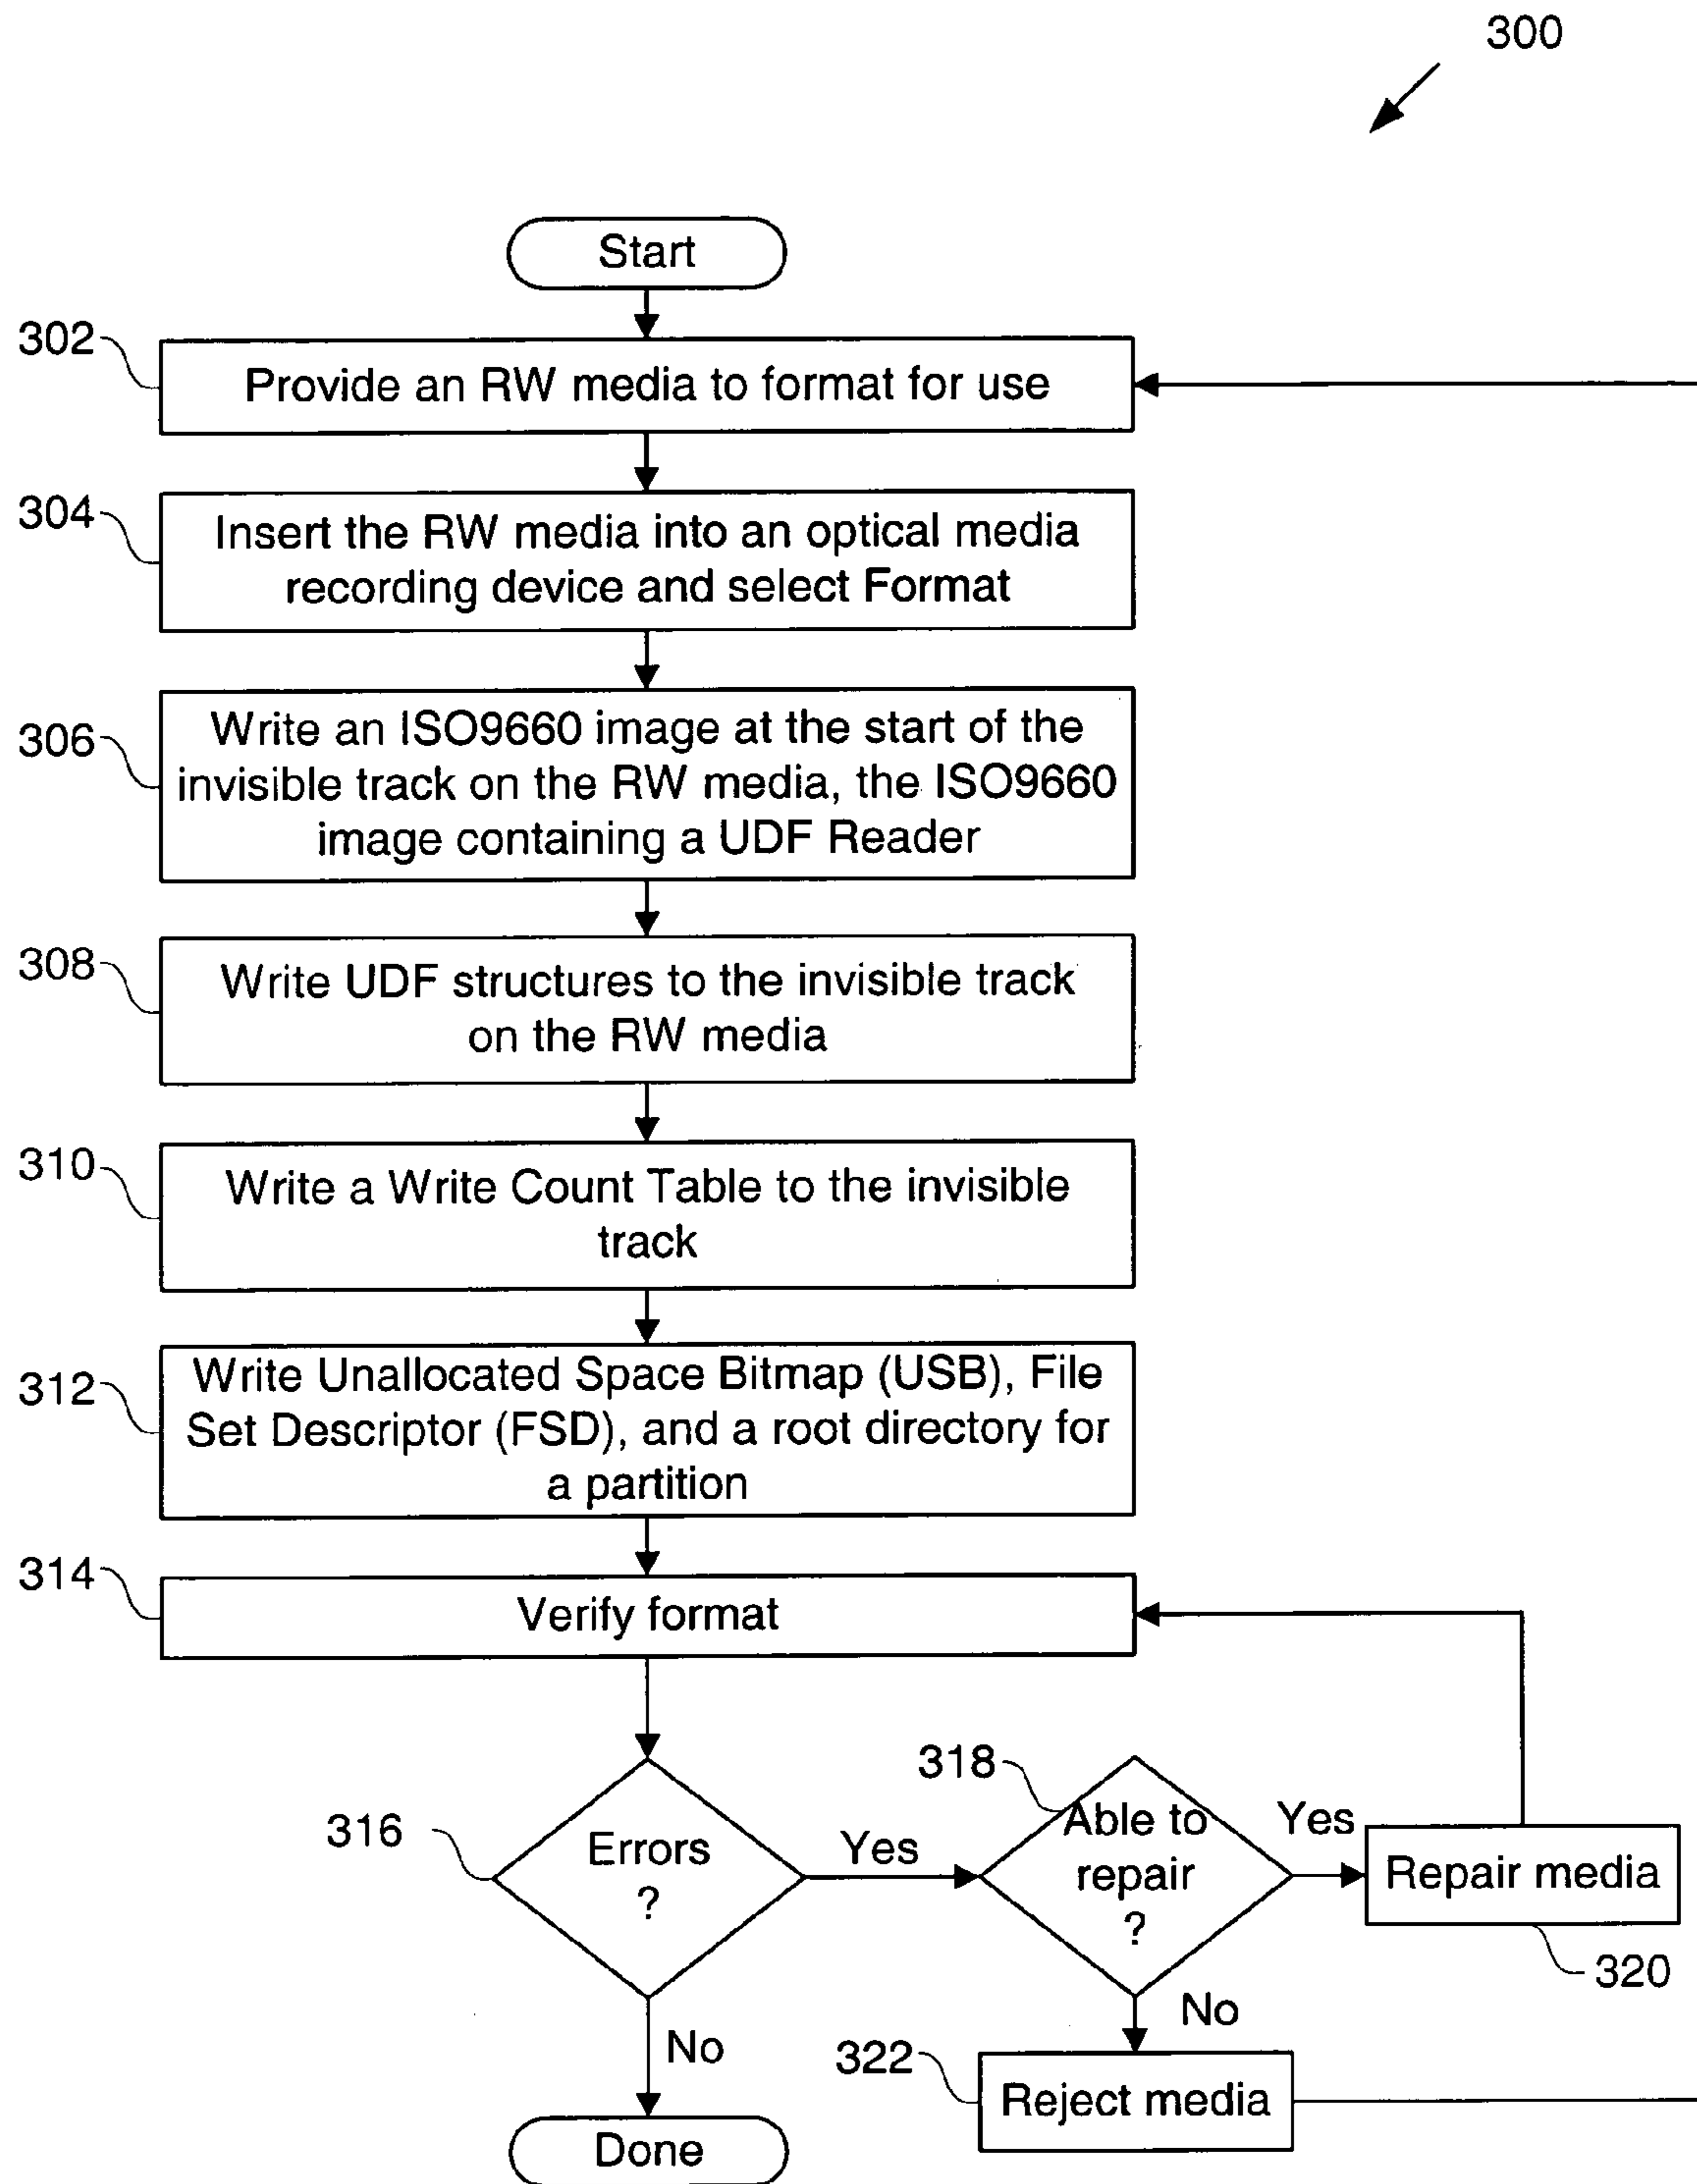 300
Start
302
Provide an RW media to format for use
304
Insert the RW media into an optical media
recording device and select Format
306
Write an ISO9660 image at the start of the
invisible track on the RW media, the ISO9660
image containing a UDF Reader
308
Write UDF structures to the invisible track
on the RW media
310
Write a Write Count Table to the invisible
track
312
Write Unallocated Space Bitmap (USB), File
Set Descriptor (FSD), and a root directory for
a partition
314
Verify format
316
Errors
?
Yes
318
Able to
repair
?
Yes
Repair media
320
No
322
Reject media
No
Done